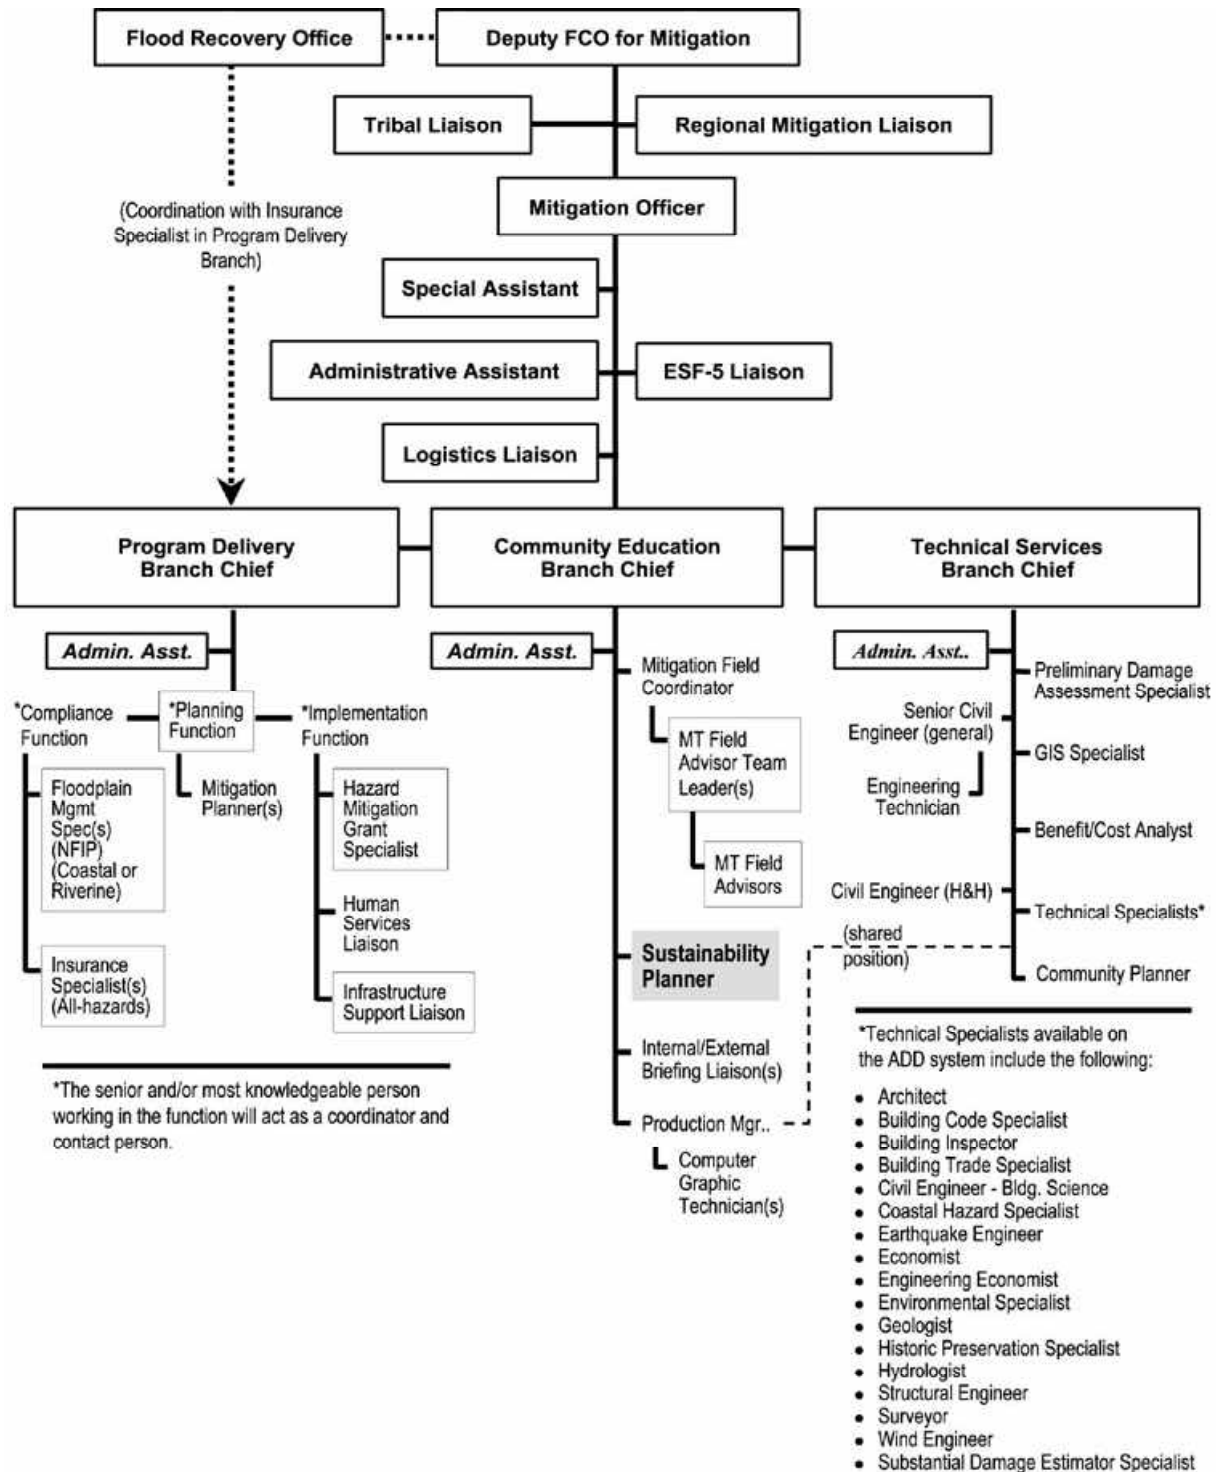 Flood Recovery Office
Deputy FCO for Mitigation
Tribal Liaison
Regional Mitigation Liaison
Mitigation Officer
(Coordination with Insurance
Specialist in Program Delivery
Branch)
Special Assistant
Administrative Assistant
ESF-5 Liaison
Logistics Liaison
Program Delivery
Branch Chief
Community Education
Branch Chief
Technical Services
Branch Chief
Admin. Asst.
*Compliance
Function
*Planning
Function
*Implementation
Function
Floodplain
Mgmt
Spec(s)
(NFIP)
(Coastal or
Riverine)
Insurance
Specialist(s)
(All-hazards)
Mitigation
Planner(s)
Hazard
Mitigation
Grant
Specialist
Human
Services
Liaison
Infrastructure
Support Liaison
*The senior and/or most knowledgeable person
working in the function will act as a coordinator and
contact person.
Admin. Asst.
Mitigation Field
Coordinator
MT Field
Advisor Team
Leader(s)
MT Field
Advisors
Sustainability
Planner
Internal/External
Briefing Liaison(s)
Production Mgr..
Computer
Graphic
Technician(s)
Admin. Asst..
Preliminary Damage
Assessment Specialist
Senior Civil
Engineer (general)
GIS Specialist
Engineering
Technician
Benefit/Cost Analyst
Civil Engineer (H&H)
Technical Specialists*
(shared
position)
Community Planner
*Technical Specialists available on
the ADD system include the following:
• Architect
• Building Code Specialist
• Building Inspector
• Building Trade Specialist
• Civil Engineer - Bldg. Science
• Coastal Hazard Specialist
• Earthquake Engineer
• Economist
• Engineering Economist
• Environmental Specialist
• Geologist
• Historic Preservation Specialist
• Hydrologist
• Structural Engineer
• Surveyor
• Wind Engineer
• Substantial Damage Estimator Specialist